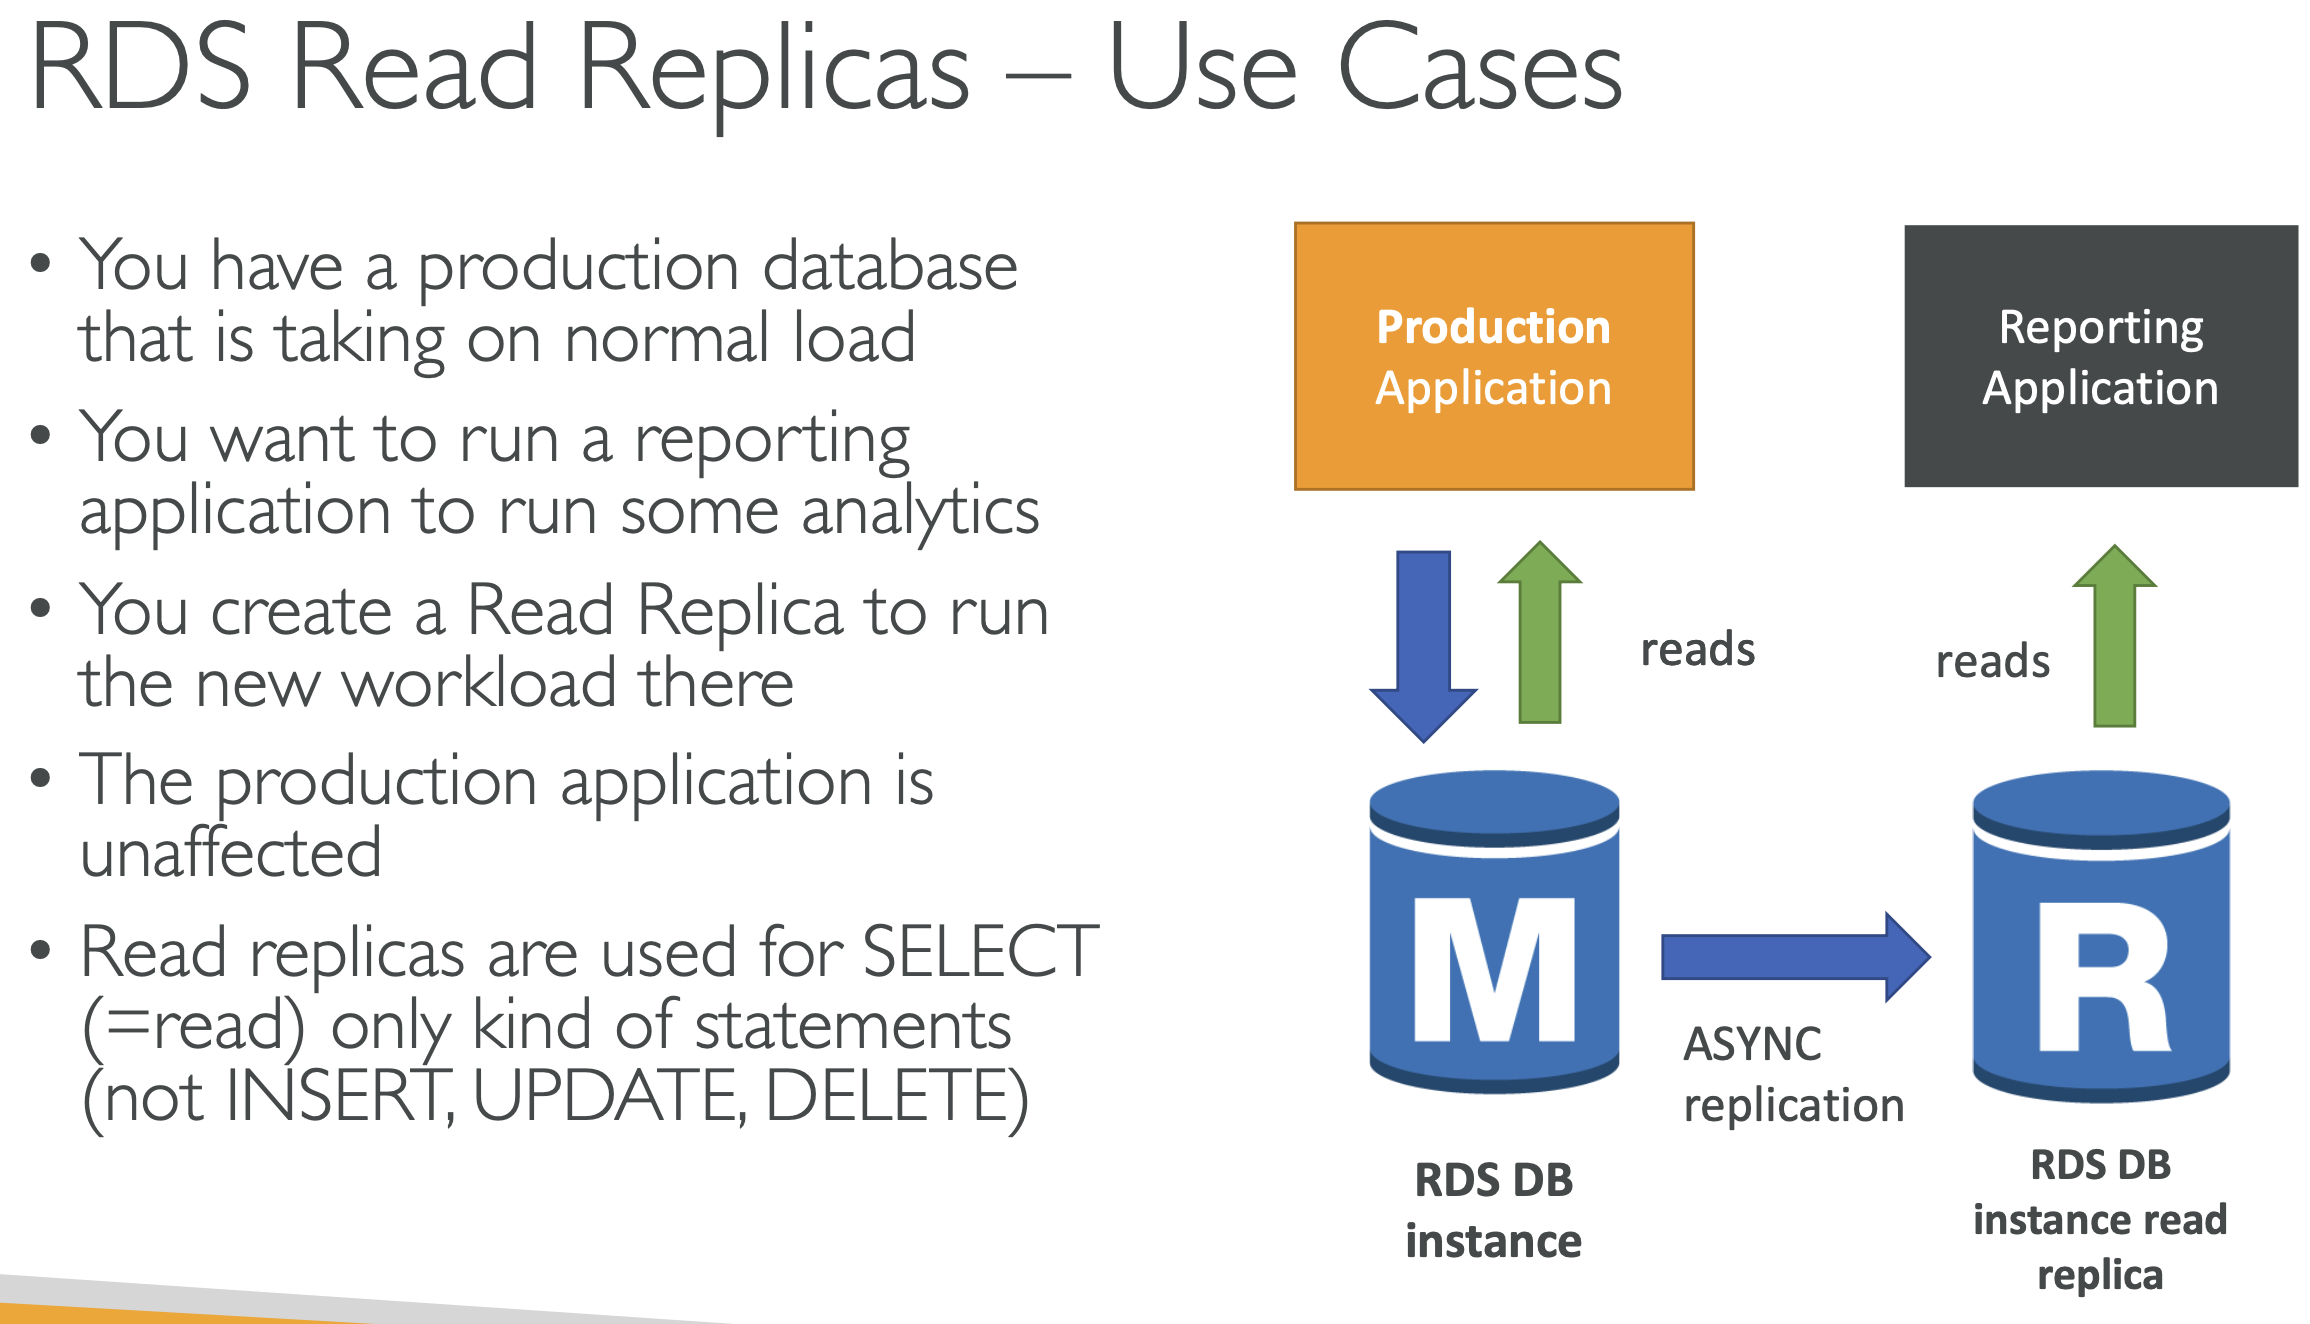 RDS Read Replicas – Use Cases
• You have a production database
that is taking on normal load
• You want to run a reporting
application to run some analytics
• You create a Read Replica to run
the new workload there
• The production application is
unaffected
• Read replicas are used for SELECT
(=read) only kind of statements
(not INSERT, UPDATE, DELETE)
Production
Application
Reporting
Application
reads
reads
M
R
ASYNC
replication
RDS DB
instance
RDS DB
instance read
replica